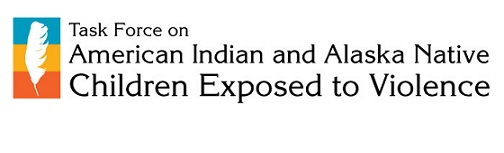 Task Force on
American Indian and Alaska Native
Children Exposed to Violence